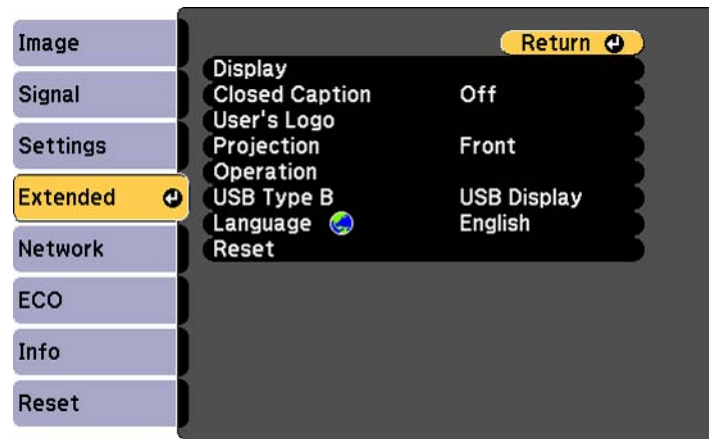 Image
Signal
Settings
Extended
Network
ECO
Info
Reset
Return
Display
Closed Caption Off
User's Logo
Projection Front
Operation
USB Type B USB Display
Language English
Reset